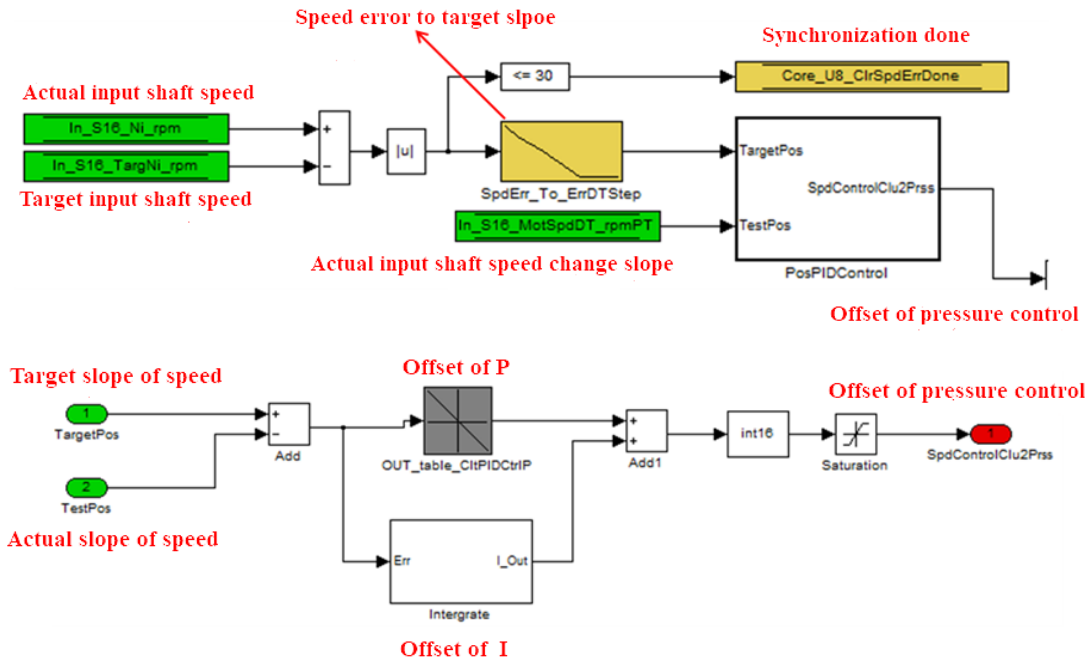 Speed error to target slpoe
Synchronization done
<= 30
Core_U8_ClrSpdErrDone
Actual input shaft speed
In_S16_Ni_rpm
+
|u|
In_S16_TargNi_rpm
−
Target input shaft speed
SpdErr_To_ErrDTStep
TargetPos
SpdControlClu2Prss
In_S16_MotSpdDT_rpmPT
TestPos
Actual input shaft speed change slope
PosPIDControl
Offset of pressure control
Target slope of speed
Offset of P
Offset of pressure control
1
TargetPos
+
−
Add
OUT_table_CltPIDCtrlP
+
+
Add1
int16
Saturation
1
SpdControlClu2Prss
2
TestPos
Actual slope of speed
Err
I_Out
Intergrate
Offset of I